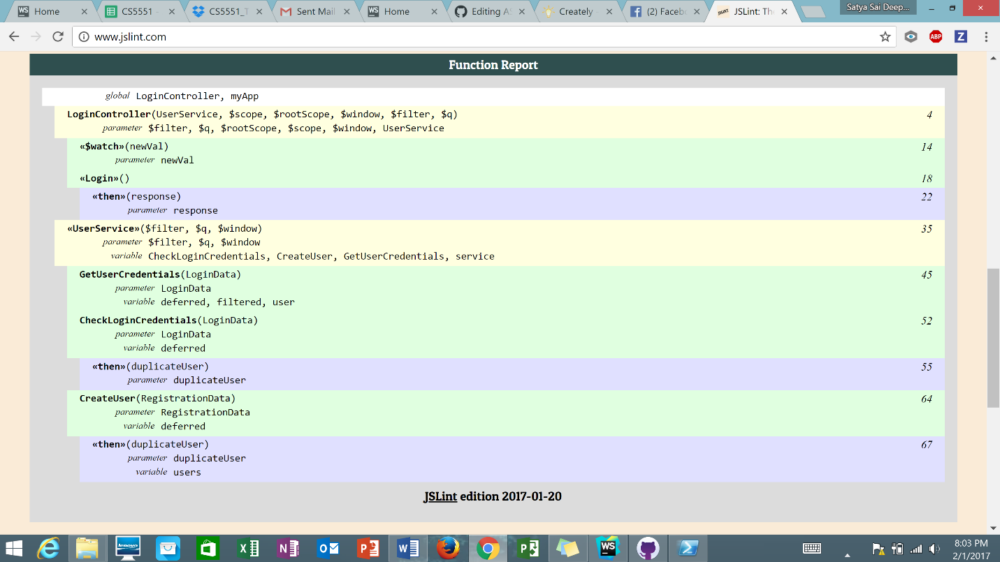 Home
CS5551 -
CS5551_T
Sent Mail
Home
Editing AS
Creately
(2) Facebo
JSLint: The
Satya Sai Deep...
www.jslint.com
ABP
Z
Function Report
global LoginController, myApp
LoginController(UserService, $scope, $rootScope, $window, $filter, $q) 4
parameter $filter, $q, $rootScope, $scope, $window, UserService
«$watch»(newVal) 14
parameter newVal
«Login»() 18
«then»(response) 22
parameter response
«UserService»($filter, $q, $window) 35
parameter $filter, $q, $window
variable CheckLoginCredentials, CreateUser, GetUserCredentials, service
GetUserCredentials(LoginData) 45
parameter LoginData
variable deferred, filtered, user
CheckLoginCredentials(LoginData) 52
parameter LoginData
variable deferred
«then»(duplicateUser) 55
parameter duplicateUser
CreateUser(RegistrationData) 64
parameter RegistrationData
variable deferred
«then»(duplicateUser) 67
parameter duplicateUser
variable users
JSLint edition 2017-01-20
8:03 PM
2/1/2017